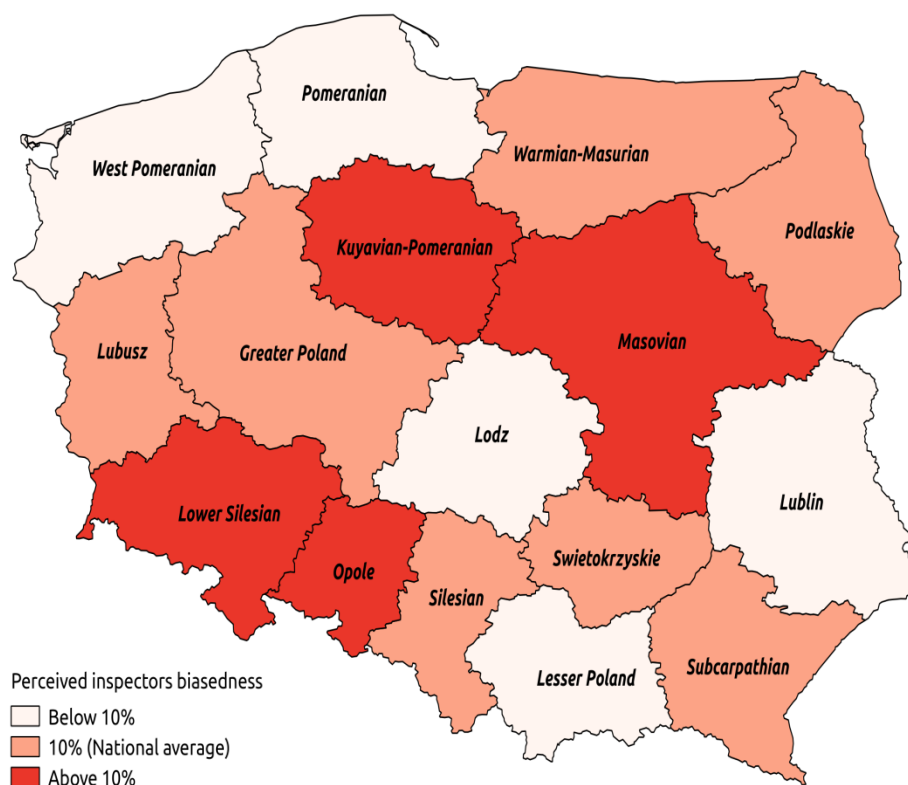 Pomeranian
West Pomeranian
Warmian-Masurian
Kuyavian-Pomeranian
Podlaskie
Lubusz
Greater Poland
Masovian
Lodz
Lower Silesian
Lublin
Opole
Swietokrzyskie
Silesian
Lesser Poland
Subcarpathian
Perceived inspectors biasedness
Below 10%
10% (National average)
Above 10%